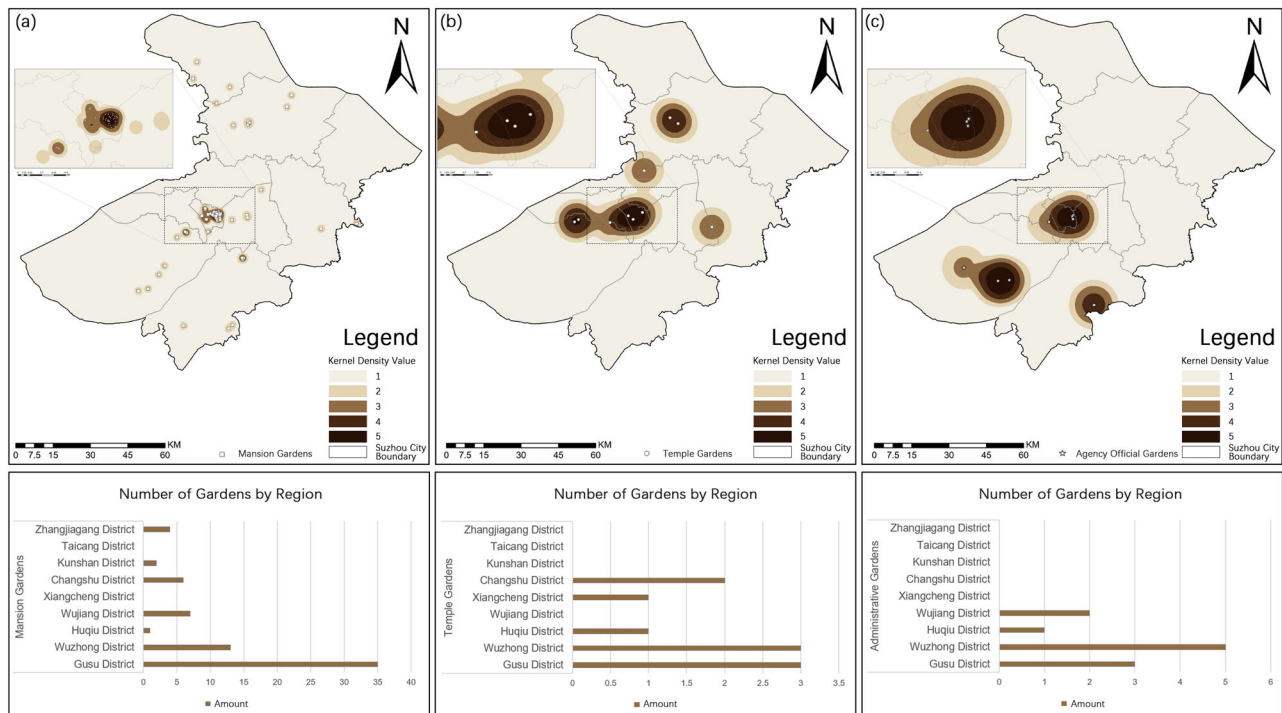 (a)
N
Legend
Kernel Density Value
1
2
3
4
5
Suzhou City
Boundary
KM
0 7.5 15 30 45 60
Mansion Gardens
(b)
N
Legend
Kernel Density Value
1
2
3
4
5
Suzhou City
Boundary
KM
0 7.5 15 30 45 60
Temple Gardens
(c)
N
Legend
Kernel Density Value
1
2
3
4
5
Suzhou City
Boundary
KM
0 7.5 15 30 45 60
Agency Official Gardens
Number of Gardens by Region
Mansion Gardens
Zhangjiagang District
Taicang District
Kunshan District
Changshu District
Xiangcheng District
Wujiang District
Huqiu District
Wuzhong District
Gusu District
0 5 10 15 20 25 30 35 40
Amount
Number of Gardens by Region
Temple Gardens
Zhangjiagang District
Taicang District
Kunshan District
Changshu District
Xiangcheng District
Wujiang District
Huqiu District
Wuzhong District
Gusu District
0 0.5 1 1.5 2 2.5 3 3.5
Amount
Number of Gardens by Region
Administrative Gardens
Zhangjiagang District
Taicang District
Kunshan District
Changshu District
Xiangcheng District
Wujiang District
Huqiu District
Wuzhong District
Gusu District
0 1 2 3 4 5 6
Amount